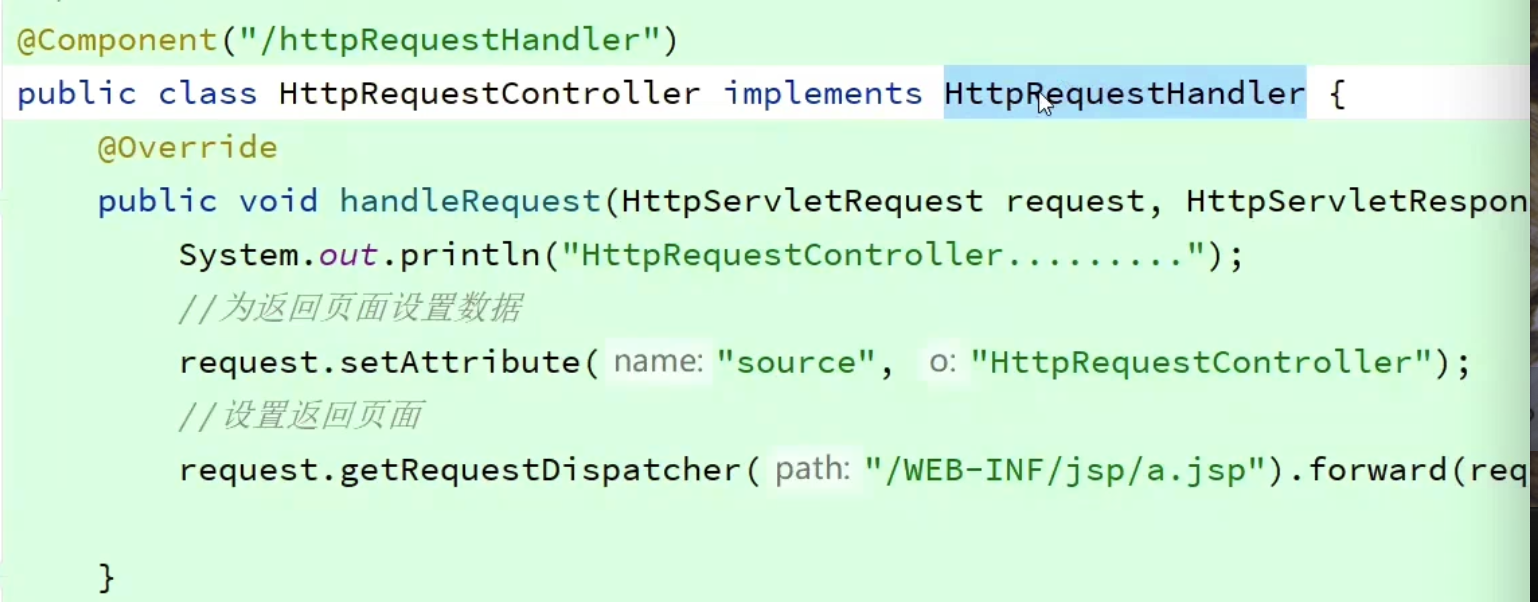 @Component("/httpRequestHandler")
public class HttpRequestController implements HttpRequestHandler {
@Override
public void handleRequest(HttpServletRequest request, HttpServletRespon
System.out.println("HttpRequestController.........");
//为返回页面设置数据
request.setAttribute( name: "source", o: "HttpRequestController");
//设置返回页面
request.getRequestDispatcher( path: "/WEB-INF/jsp/a.jsp").forward(req
}